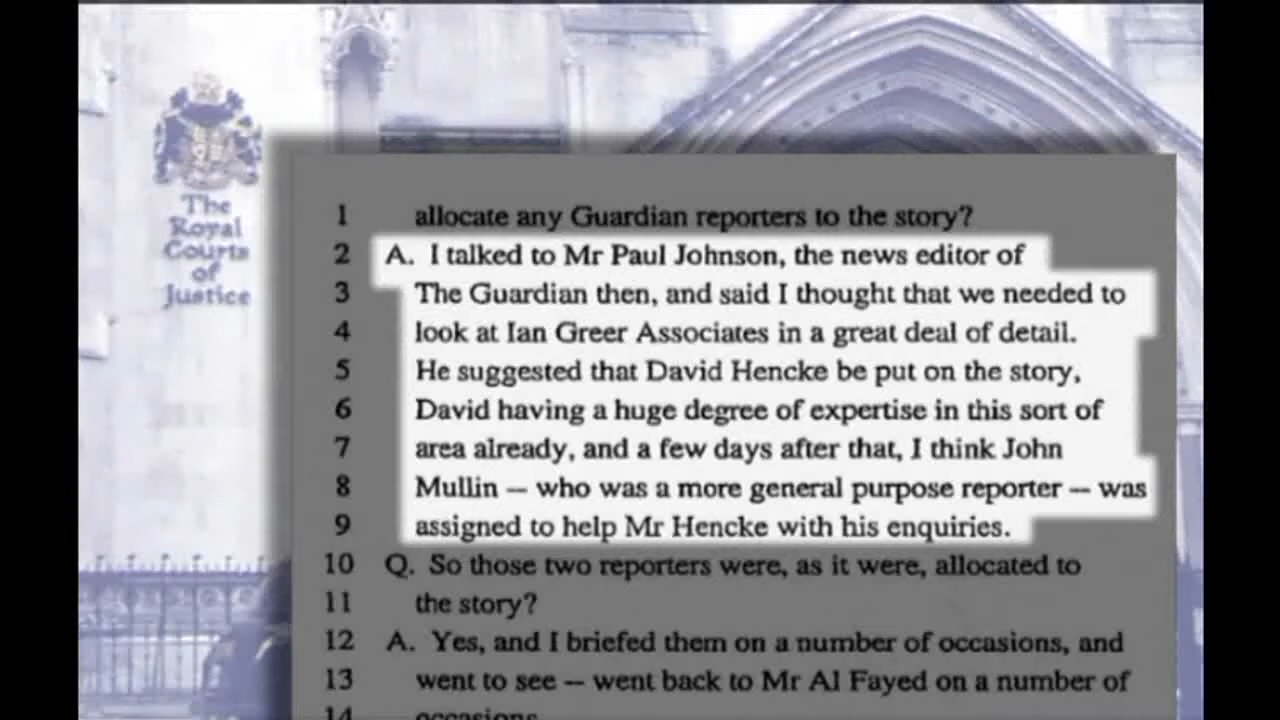 The
Royal
Courts
of
Justice
1 allocate any Guardian reporters to the story?
2 A. I talked to Mr Paul Johnson, the news editor of
3 The Guardian then, and said I thought that we needed to
4 look at Ian Greer Associates in a great deal of detail.
5 He suggested that David Hencke be put on the story,
6 David having a huge degree of expertise in this sort of
7 area already, and a few days after that, I think John
8 Mullin – who was a more general purpose reporter – was
9 assigned to help Mr Hencke with his enquiries.
10 Q. So those two reporters were, as it were, allocated to
11 the story?
12 A. Yes, and I briefed them on a number of occasions, and
13 went to see – went back to Mr Al Fayed on a number of
14 occasions